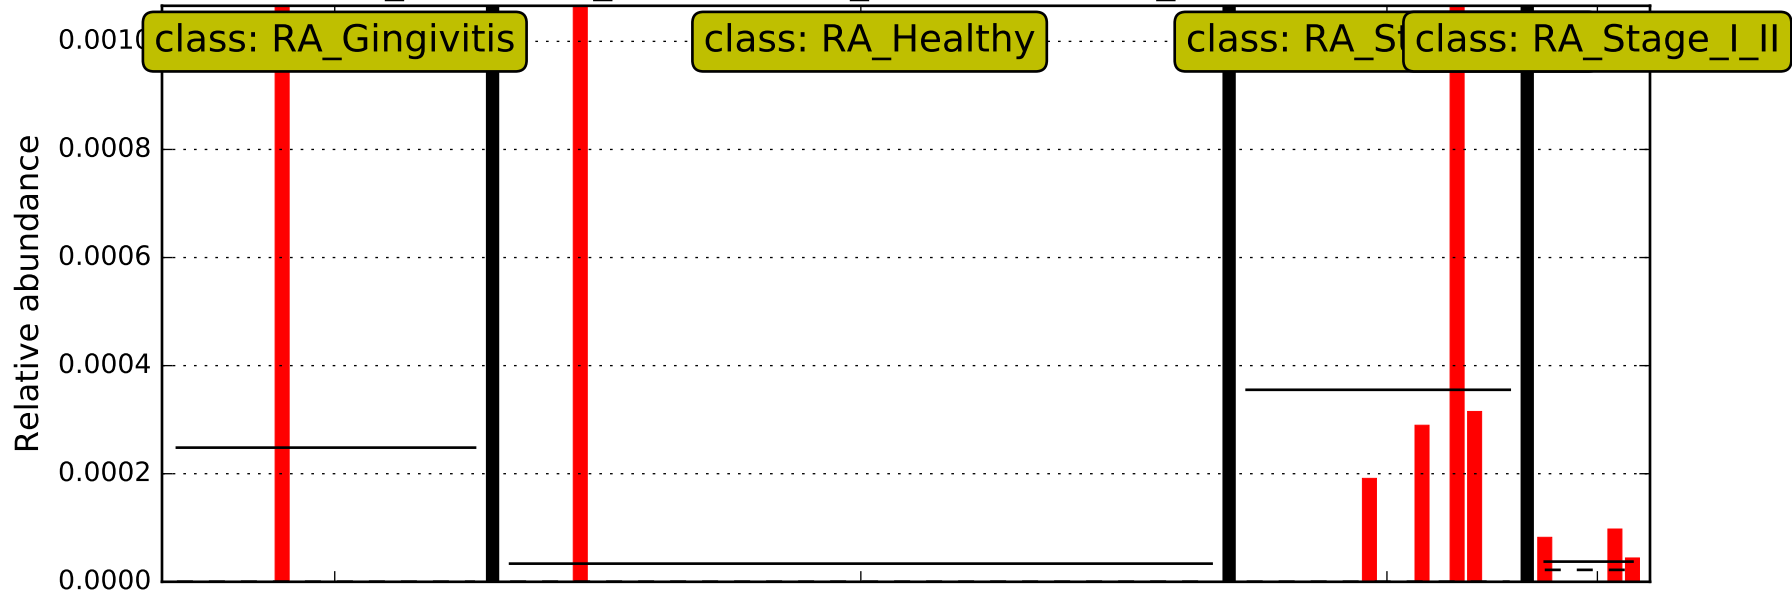 class: RA_Gingivitis
class: RA_Healthy
class: RA_St
class: RA_Stage_I_II
0.0010
0.0008
0.0006
0.0004
0.0002
0.0000
Relative abundance